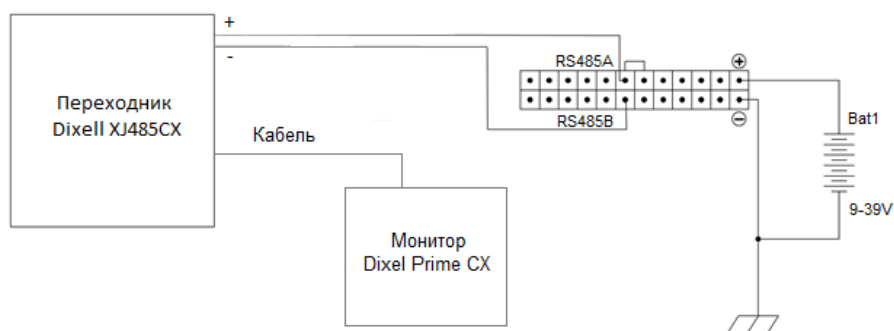 +
-
RS485A
Переходник
Dixell XJ485CX
RS485B
Bat1
Кабель
9-39V
Монитор
Dixel Prime CX